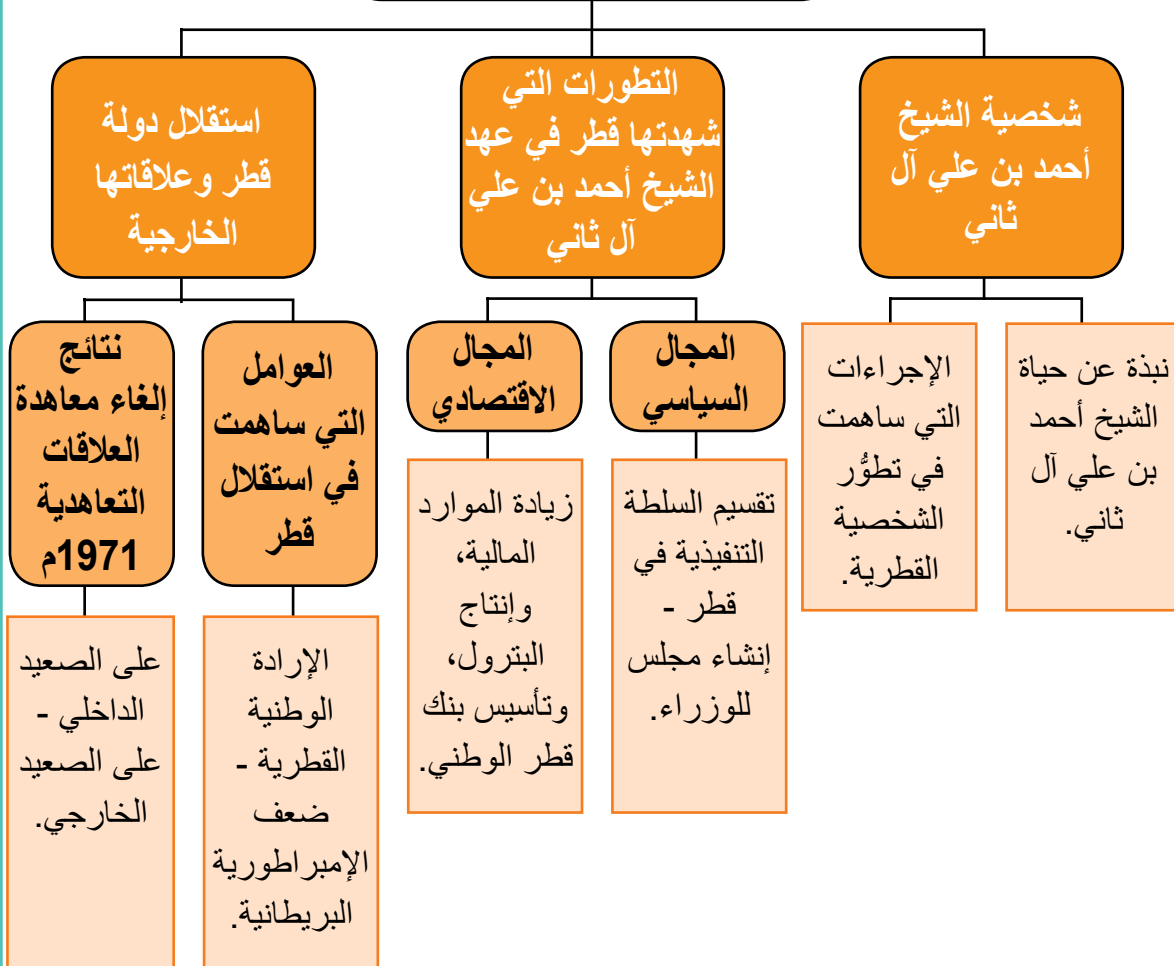 شخصية الشيخ
أحمد بن علي آل
ثاني
التطورات التي
شهدتها قطر في عهد
الشيخ أحمد بن علي
آل ثاني
استقلال دولة
قطر وعلاقاتها
الخارجية
نبذة عن حياة
الشيخ أحمد
بن علي آل
ثاني.
الإجراءات
التي ساهمت
في تطوُّر
الشخصية
القطرية.
المجال
السياسي
تقسيم السلطة
التنفيذية في
قطر -
إنشاء مجلس
للوزراء.
المجال
الاقتصادي
زيادة الموارد
المالية،
وإنتاج
البترول،
وتأسيس بنك
قطر الوطني.
العوامل
التي ساهمت
في استقلال
قطر
الإرادة
الوطنية
القطرية -
ضعف
الإمبراطورية
البريطانية.
نتائج
إلغاء معاهدة
العلاقات
التعاهدية
1971م
على الصعيد
الداخلي -
على الصعيد
الخارجي.